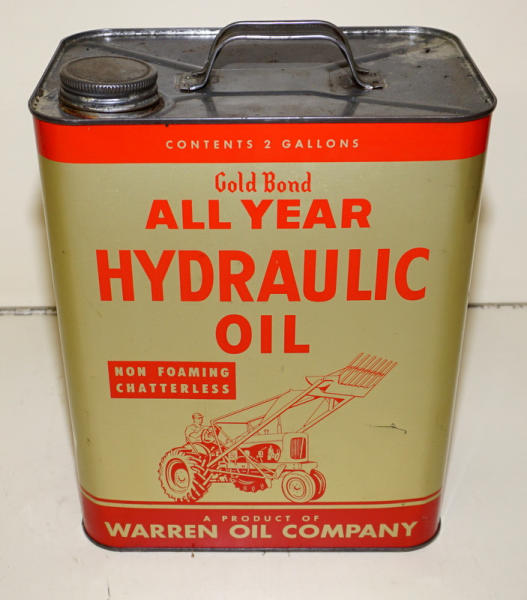 CONTENTS 2 GALLONS
Gold Bond
ALL YEAR
HYDRAULIC
OIL
NON FOAMING
CHATTERLESS
A PRODUCT OF
WARREN OIL COMPANY